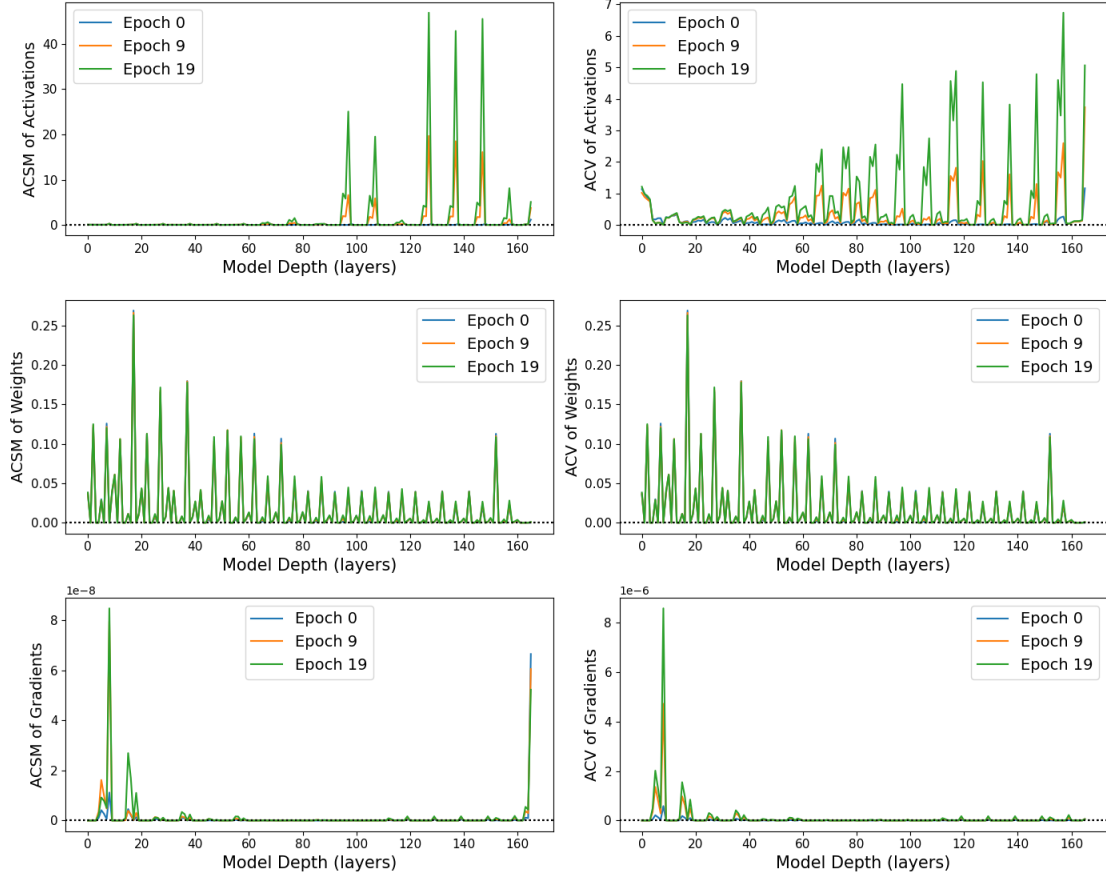 ACSM of Activations
40
30
20
10
0
Epoch 0
Epoch 9
Epoch 19
0 20 40 60 80 100 120 140 160
Model Depth (layers)
ACV of Activations
7
6
5
4
3
2
1
0
Epoch 0
Epoch 9
Epoch 19
0 20 40 60 80 100 120 140 160
Model Depth (layers)
ACSM of Weights
0.25
0.20
0.15
0.10
0.05
0.00
Epoch 0
Epoch 9
Epoch 19
0 20 40 60 80 100 120 140 160
Model Depth (layers)
ACV of Weights
0.25
0.20
0.15
0.10
0.05
0.00
Epoch 0
Epoch 9
Epoch 19
0 20 40 60 80 100 120 140 160
Model Depth (layers)
1e-8
ACSM of Gradients
8
6
4
2
0
Epoch 0
Epoch 9
Epoch 19
0 20 40 60 80 100 120 140 160
Model Depth (layers)
1e-6
ACV of Gradients
8
6
4
2
0
Epoch 0
Epoch 9
Epoch 19
0 20 40 60 80 100 120 140 160
Model Depth (layers)